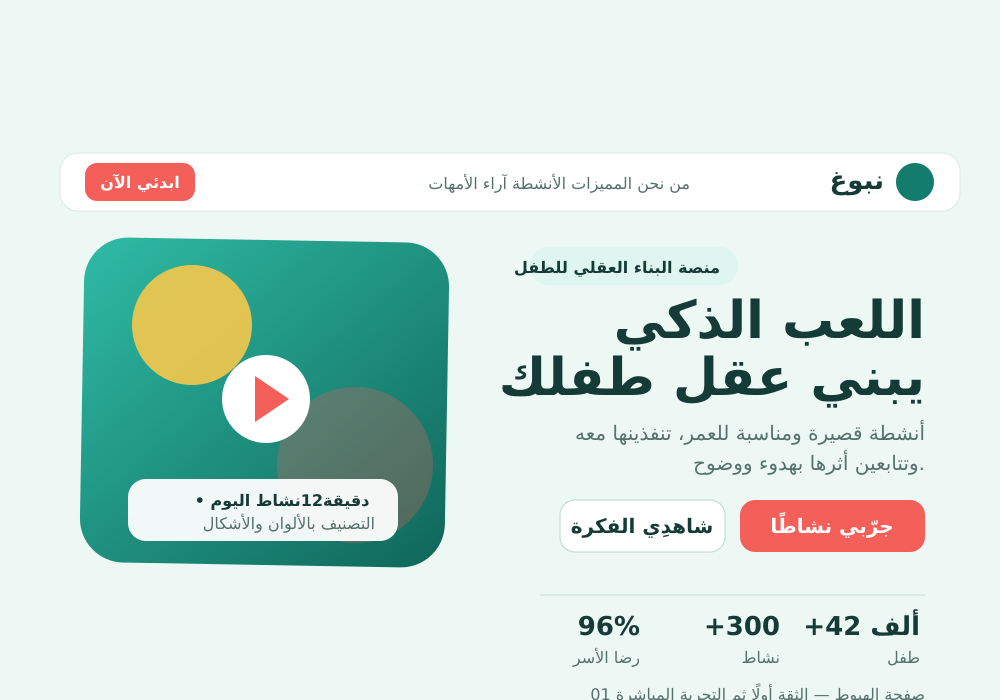 نبوغ
من نحن المميزات الأنشطة آراء الأمهات
ابدئي الآن
منصة البناء العقلي للطفل
اللعب الذكي
يبني عقل طفلك
أنشطة قصيرة ومناسبة للعمر، تنفذينها معه
وتتابعين أثرها بهدوء ووضوح.
جرّبي نشاطًا
شاهدِي الفكرة
نشاط اليوم • 12 دقيقة
التصنيف بالألوان والأشكال
+42 ألف
طفل
+300
نشاط
96%
رضا الأسر
صفحة الهبوط — الثقة أولًا ثم التجربة المباشرة 01